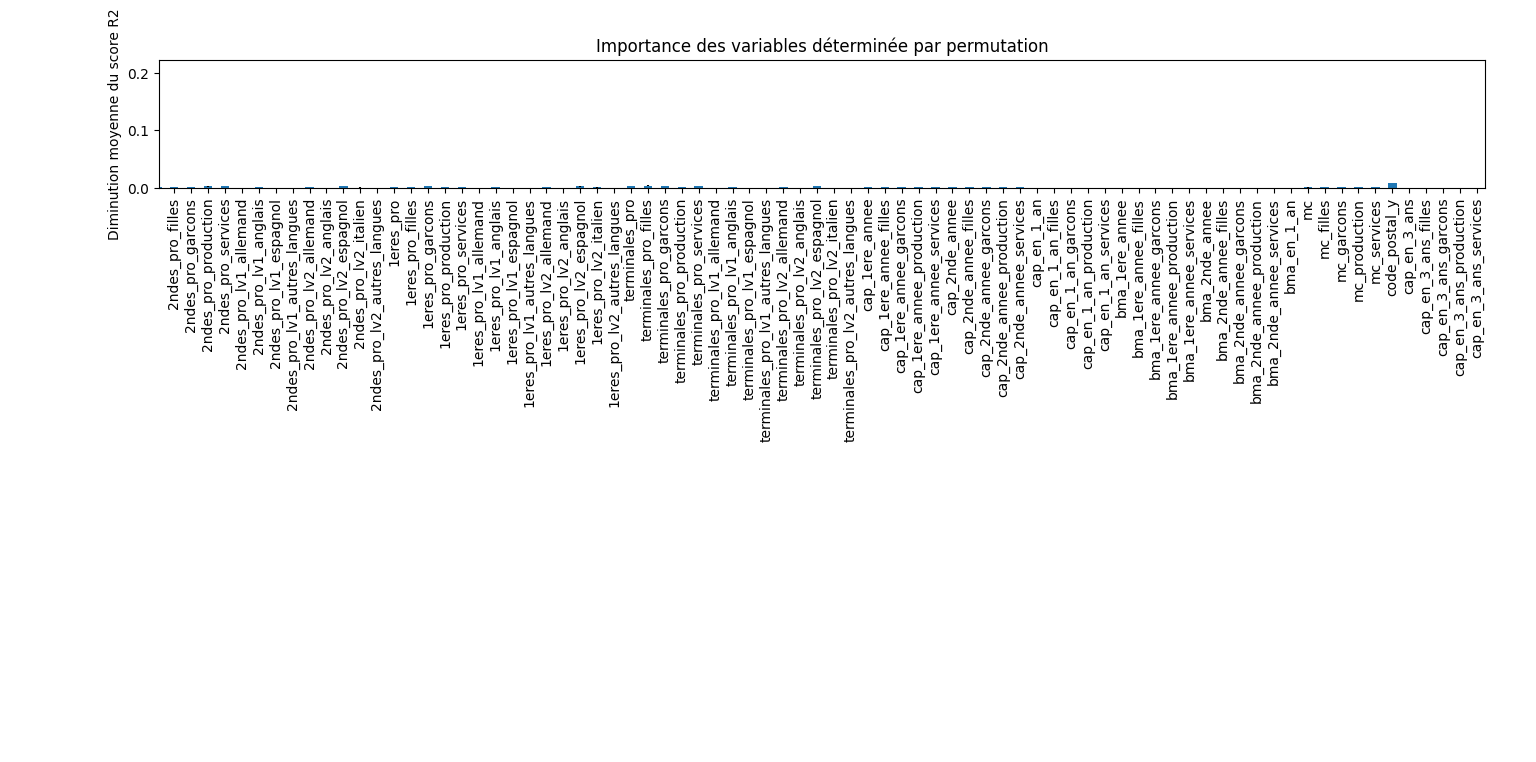 Importance des variables déterminée par permutation
Diminution moyenne du score R2
0.2
0.1
0.0
2ndes_pro_filles
2ndes_pro_garcons
2ndes_pro_production
2ndes_pro_services
2ndes_pro_lv1_allemand
2ndes_pro_lv1_anglais
2ndes_pro_lv1_espagnol
2ndes_pro_lv1_autres_langues
2ndes_pro_lv2_allemand
2ndes_pro_lv2_anglais
2ndes_pro_lv2_espagnol
2ndes_pro_lv2_italien
2ndes_pro_lv2_autres_langues
1eres_pro
1eres_pro_filles
1eres_pro_garcons
1eres_pro_production
1eres_pro_services
1eres_pro_lv1_allemand
1eres_pro_lv1_anglais
1eres_pro_lv1_espagnol
1eres_pro_lv1_autres_langues
1eres_pro_lv2_allemand
1eres_pro_lv2_anglais
1eres_pro_lv2_espagnol
1eres_pro_lv2_italien
1eres_pro_lv2_autres_langues
terminales_pro
terminales_pro_filles
terminales_pro_garcons
terminales_pro_production
terminales_pro_services
terminales_pro_lv1_allemand
terminales_pro_lv1_anglais
terminales_pro_lv1_espagnol
terminales_pro_lv1_autres_langues
terminales_pro_lv2_allemand
terminales_pro_lv2_anglais
terminales_pro_lv2_espagnol
terminales_pro_lv2_italien
terminales_pro_lv2_autres_langues
cap_1ere_annee
cap_1ere_annee_filles
cap_1ere_annee_garcons
cap_1ere_annee_production
cap_1ere_annee_services
cap_2nde_annee
cap_2nde_annee_filles
cap_2nde_annee_garcons
cap_2nde_annee_production
cap_2nde_annee_services
cap_en_1_an
cap_en_1_an_filles
cap_en_1_an_garcons
cap_en_1_an_production
cap_en_1_an_services
bma_1ere_annee
bma_1ere_annee_filles
bma_1ere_annee_garcons
bma_1ere_annee_production
bma_1ere_annee_services
bma_2nde_annee
bma_2nde_annee_filles
bma_2nde_annee_garcons
bma_2nde_annee_production
bma_2nde_annee_services
bma_en_1_an
mc
mc_filles
mc_garcons
mc_production
mc_services
code_postal_y
cap_en_3_ans
cap_en_3_ans_filles
cap_en_3_ans_garcons
cap_en_3_ans_production
cap_en_3_ans_services